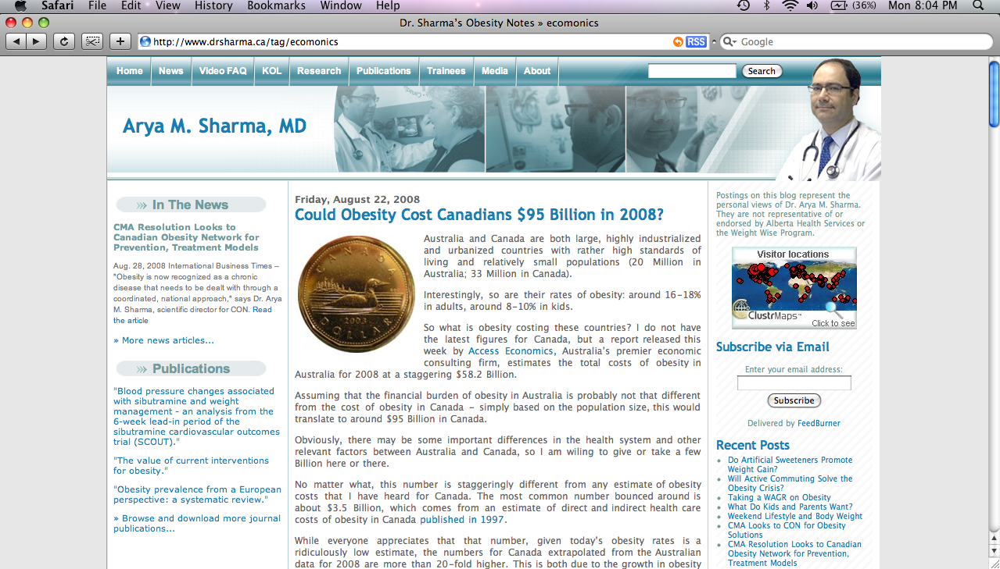 Safari File Edit View History Bookmarks Window Help (36%) Mon 8:04 PM
Dr. Sharma's Obesity Notes » ecomonics
http://www.drsharma.ca/tag/ecomonics RSS Google
Home News Video FAQ KOL Research Publications Trainees Media About Search
Arya M. Sharma, MD
In The News
CMA Resolution Looks to
Canadian Obesity Network for
Prevention, Treatment Models
Aug. 28, 2008 International Business Times –
"Obesity is now recognized as a chronic
disease that needs to be dealt with through a
coordinated, national approach," says Dr. Arya
M. Sharma, scientific director for CON. Read
the article
» More news articles...
Publications
"Blood pressure changes associated
with sibutramine and weight
management - an analysis from the
6-week lead-in period of the
sibutramine cardiovascular outcomes
trial (SCOUT)."
"The value of current interventions
for obesity."
"Obesity prevalence from a European
perspective: a systematic review."
» Browse and download more journal
publications...
Friday, August 22, 2008
Could Obesity Cost Canadians $95 Billion in 2008?
CANADA
2003
DOLLAR
Australia and Canada are both large, highly industrialized
and urbanized countries with rather high standards of
living and relatively small populations (20 Million in
Australia; 33 Million in Canada).
Interestingly, so are their rates of obesity: around 16-18%
in adults, around 8-10% in kids.
So what is obesity costing these countries? I do not have
the latest figures for Canada, but a report released this
week by Access Economics, Australia's premier economic
consulting firm, estimates the total costs of obesity in
Australia for 2008 at a staggering $58.2 Billion.
Assuming that the financial burden of obesity in Australia is probably not that different
from the cost of obesity in Canada – simply based on the population size, this would
translate to around $95 Billion in Canada.
Obviously, there may be some important differences in the health system and other
relevant factors between Australia and Canada, so I am wiling to give or take a few
Billion here or there.
No matter what, this number is staggeringly different from any estimate of obesity
costs that I have heard for Canada. The most common number bounced around is
about $3.5 Billion, which comes from an estimate of direct and indirect health care
costs of obesity in Canada published in 1997.
While everyone appreciates that that number, given today's obesity rates is a
ridiculously low estimate, the numbers for Canada extrapolated from the Australian
data for 2008 are more than 20-fold higher. This is both due to the growth in obesity
Postings on this blog represent the
personal views of Dr. Arya M. Sharma.
They are not representative of or
endorsed by Alberta Health Services or
the Weight Wise Program.
Visitor locations
ClustrMaps™
Click to see
Subscribe via Email
Enter your email address:
Subscribe
Delivered by FeedBurner
Recent Posts
Do Artificial Sweeteners Promote
Weight Gain?
Will Active Commuting Solve the
Obesity Crisis?
Taking a WAGR on Obesity
What Do Kids and Parents Want?
Weekend Lifestyle and Body Weight
CMA Looks to CON for Obesity
Solutions
CMA Resolution Looks to Canadian
Obesity Network for Prevention,
Treatment Models